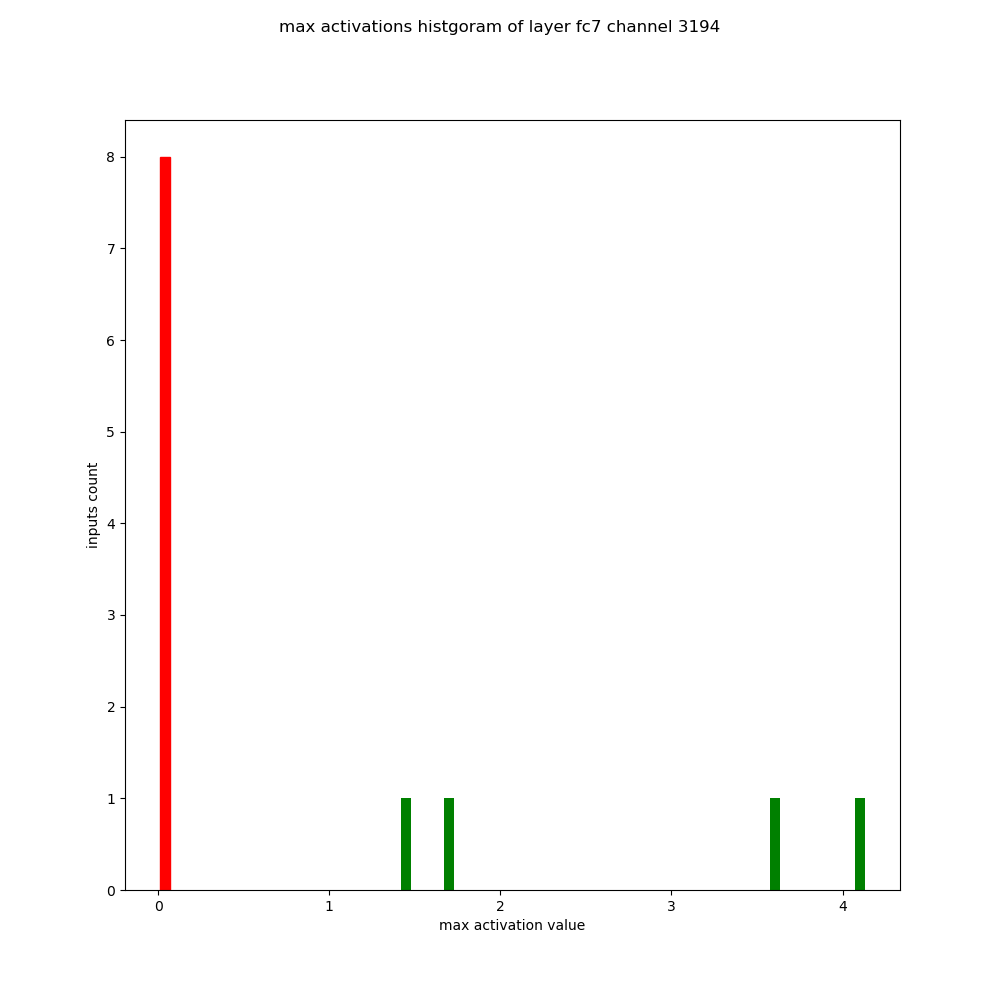 max activations histgoram of layer fc7 channel 3194
8
7
6
5
4
3
2
1
0
inputs count
0 1 2 3 4
max activation value